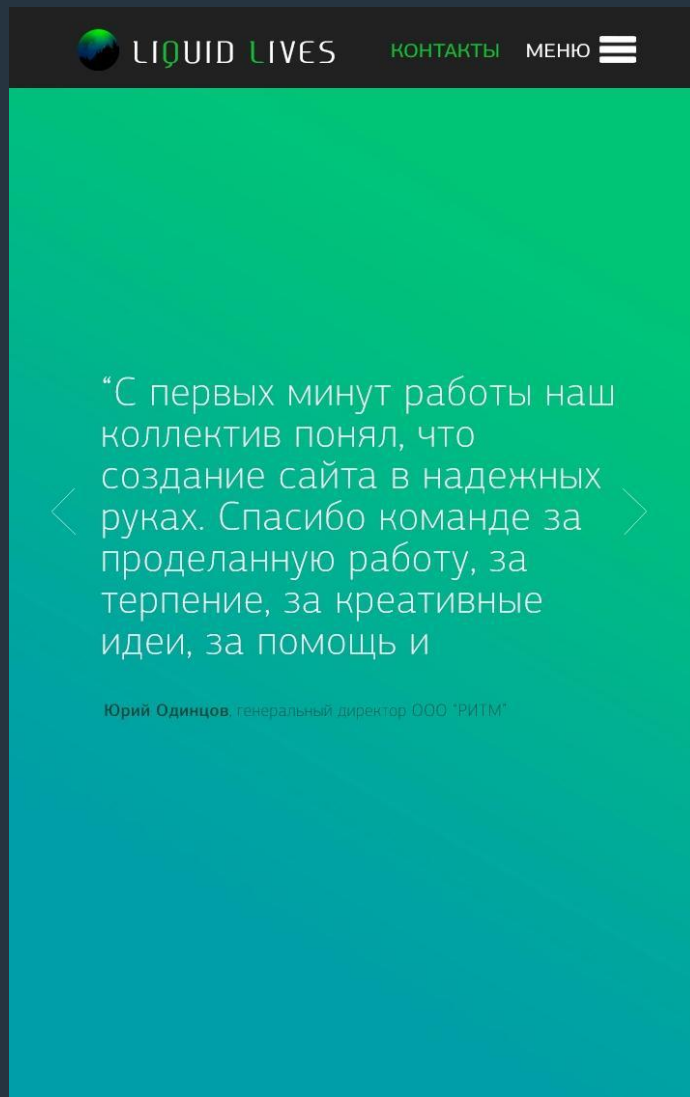 LIQUID LIVES КОНТАКТЫ МЕНЮ
“С первых минут работы наш
коллектив понял, что
создание сайта в надежных
руках. Спасибо команде за
проделанную работу, за
терпение, за креативные
идеи, за помощь и
Юрий Одинцов, генеральный директор ООО “РИТМ”